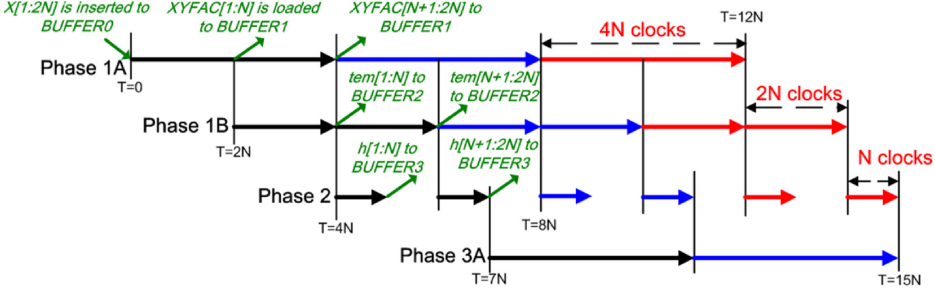 X[1:2N] is inserted to
BUFFER0
XYFAC[1:N] is loaded
to BUFFER1
XYFAC[N+1:2N] to
BUFFER1
T=12N
4N clocks
Phase 1A
T=0
tem[1:N] to
BUFFER2
tem[N+1:2N]
to BUFFER2
2N clocks
Phase 1B
T=2N
h[1:N] to
BUFFER3
h[N+1:2N] to
BUFFER3
N clocks
Phase 2
T=4N
T=8N
Phase 3A
T=7N
T=15N